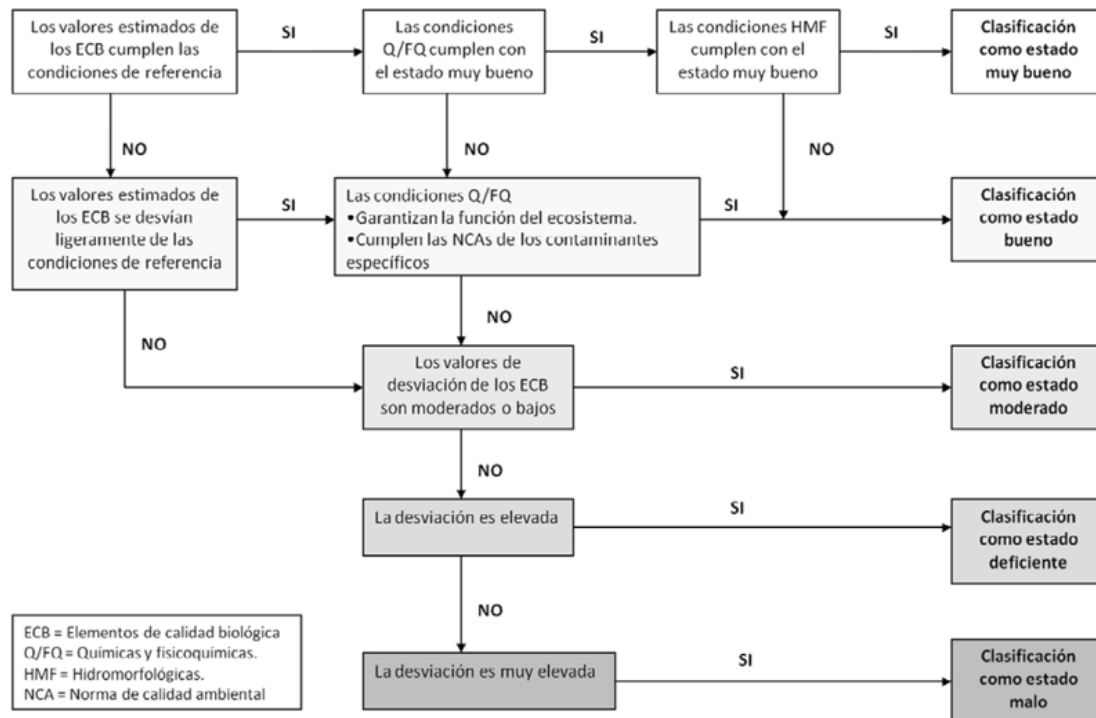 Los valores estimados de
los ECB cumplen las
condiciones de referencia
SI
Las condiciones
Q/FQ cumplen con
el estado muy bueno
SI
Las condiciones HMF
cumplen con el
estado muy bueno
SI
Clasificación
como estado
muy bueno
NO
NO
NO
Los valores estimados de
los ECB se desvían
ligeramente de las
condiciones de referencia
SI
Las condiciones Q/FQ
•Garantizan la función del ecosistema.
•Cumplen las NCAs de los contaminantes
específicos
SI
Clasificación
como estado
bueno
NO
NO
Los valores de
desviación de los ECB
son moderados o bajos
SI
Clasificación
como estado
moderado
NO
La desviación es elevada
SI
Clasificación
como estado
deficiente
NO
La desviación es muy elevada
SI
Clasificación
como estado
malo
ECB = Elementos de calidad biológica
Q/FQ = Químicas y fisicoquímicas.
HMF = Hidromorfológicas.
NCA = Norma de calidad ambiental